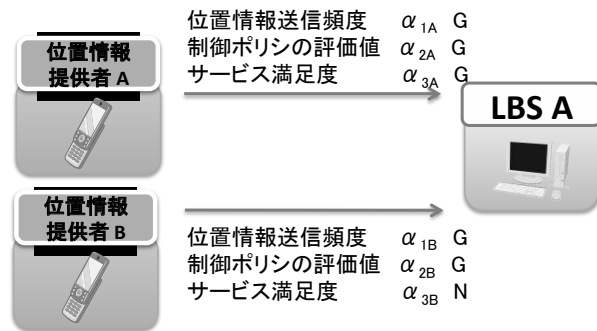 位置情報送信頻度 α1A G
制御ポリシの評価値 α2A G
サービス満足度 α3A G
位置情報
提供者 A
LBS A
位置情報
提供者 B
位置情報送信頻度 α1B G
制御ポリシの評価値 α2B G
サービス満足度 α3B N